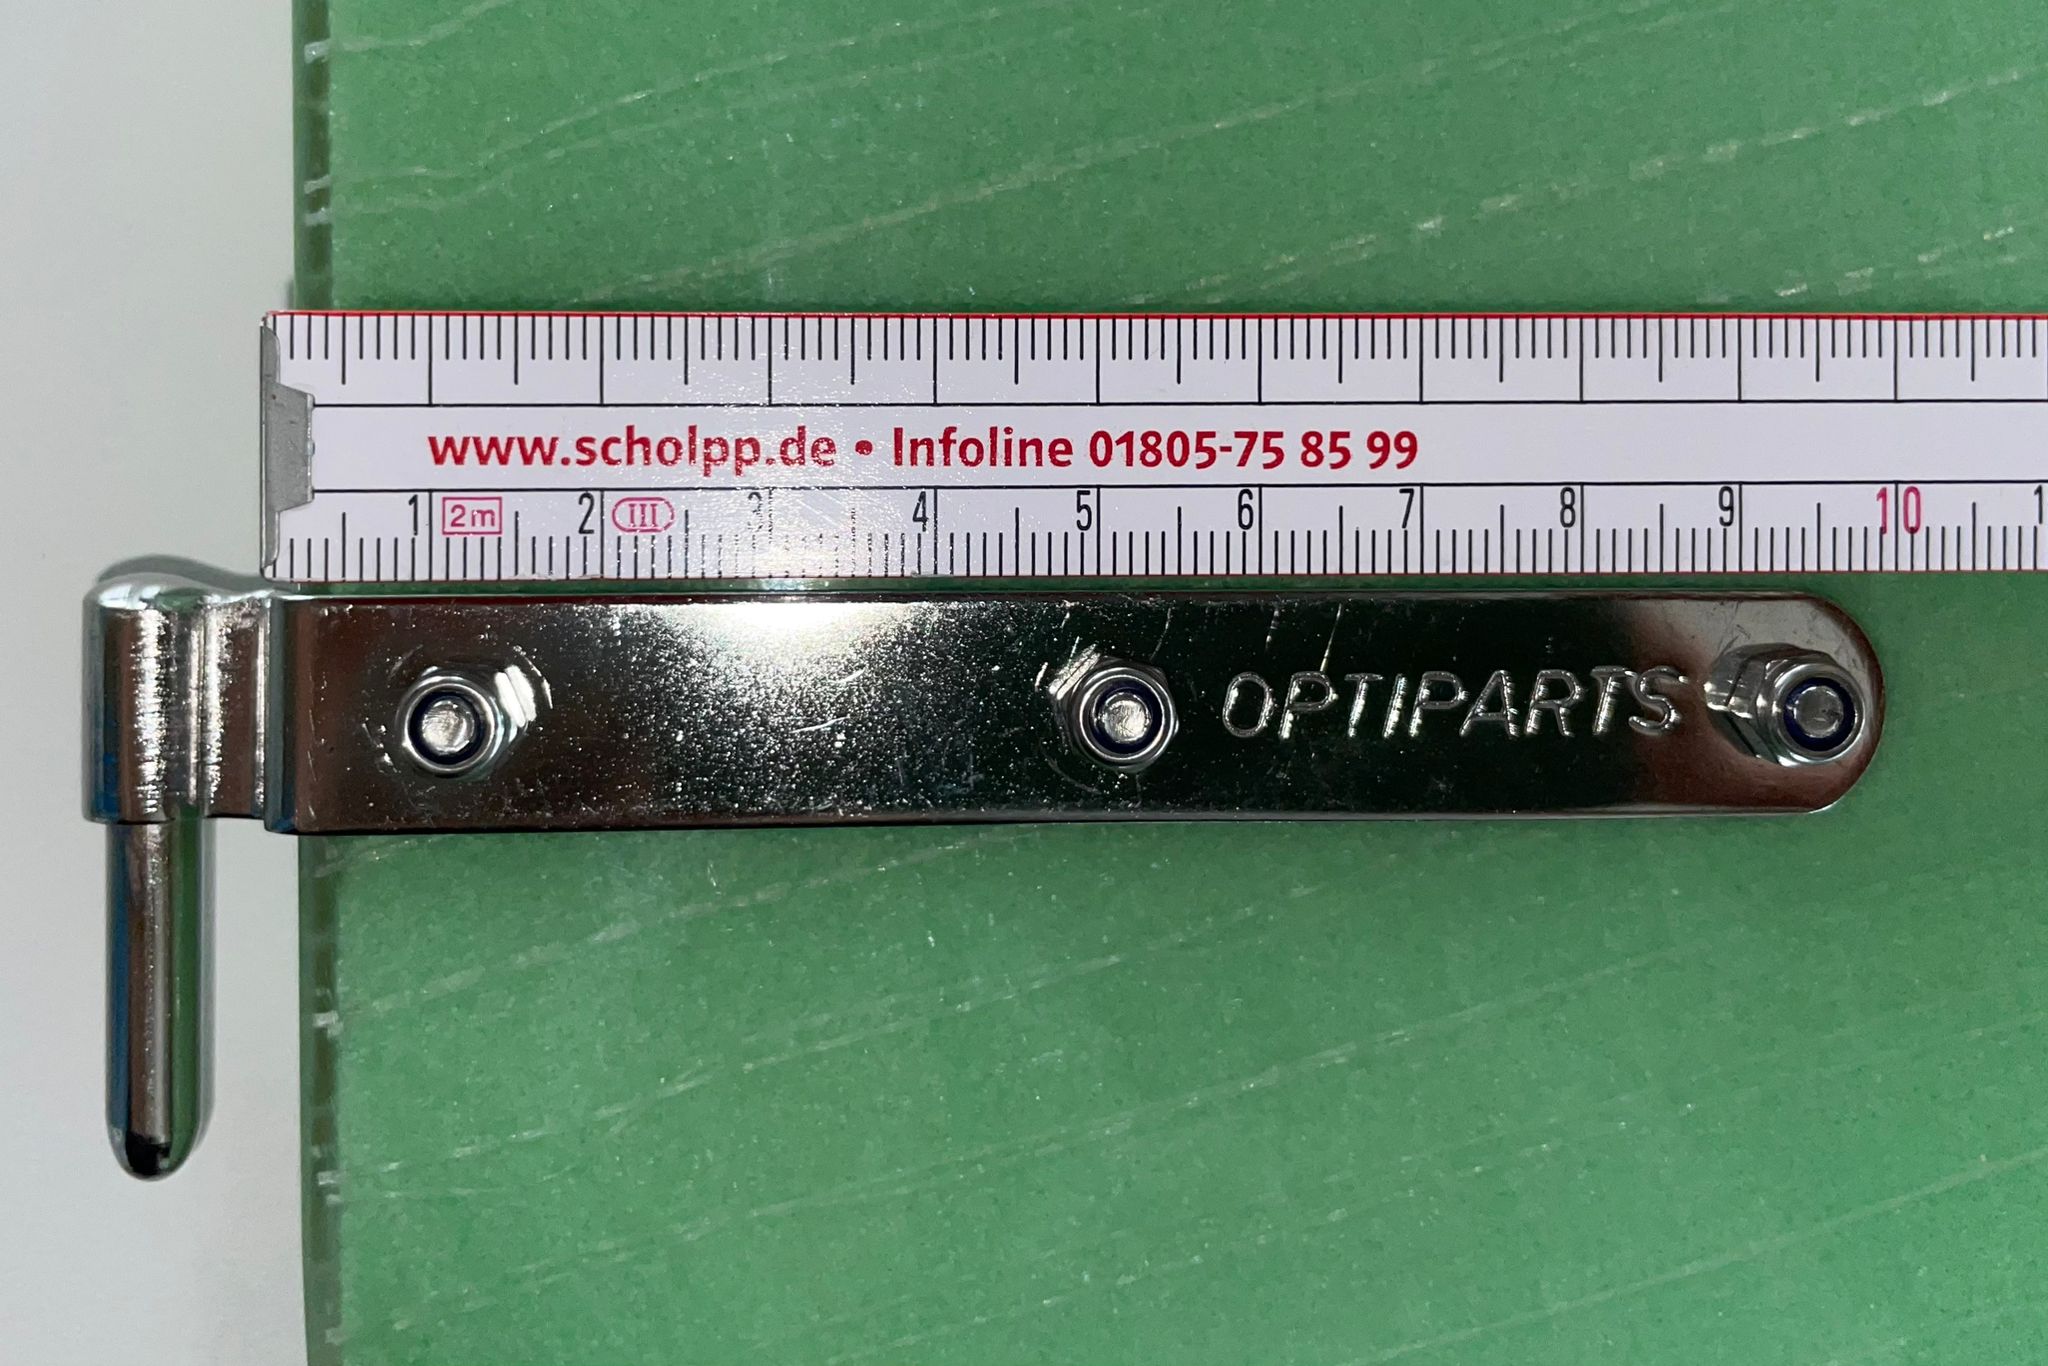 www.scholpp.de • Infoline 01805-75 85 99
1 2m 2 III 3 4 5 6 7 8 9 10 1
OPTIPARTS